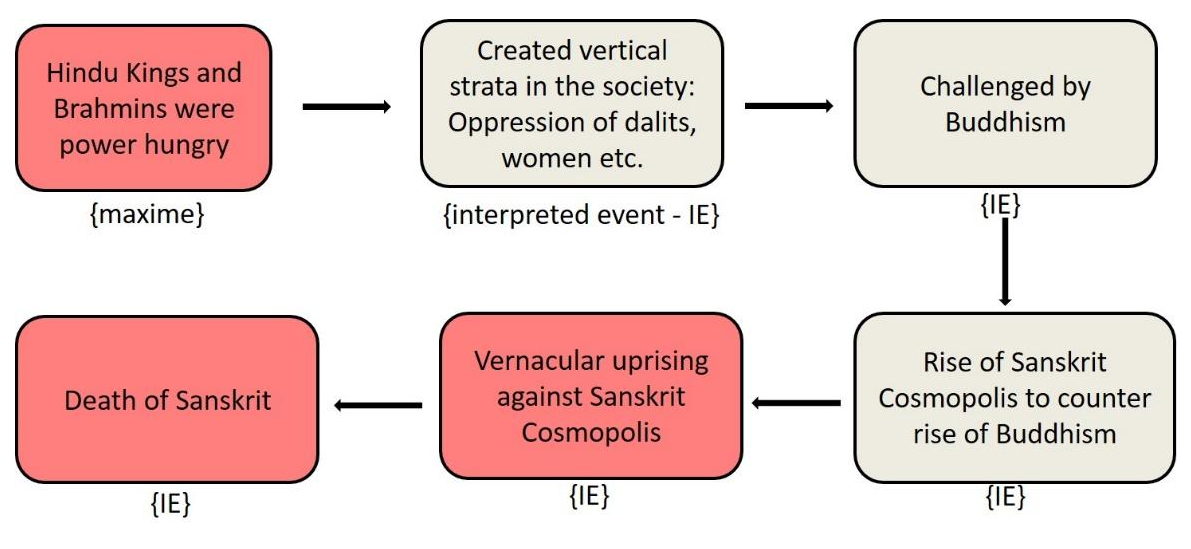 Hindu Kings and
Brahmins were
power hungry
{maxime}
Created vertical
strata in the society:
Oppression of dalits,
women etc.
{interpreted event - IE}
Challenged by
Buddhism
{IE}
Rise of Sanskrit
Cosmopolis to counter
rise of Buddhism
{IE}
Vernacular uprising
against Sanskrit
Cosmopolis
{IE}
Death of Sanskrit
{IE}